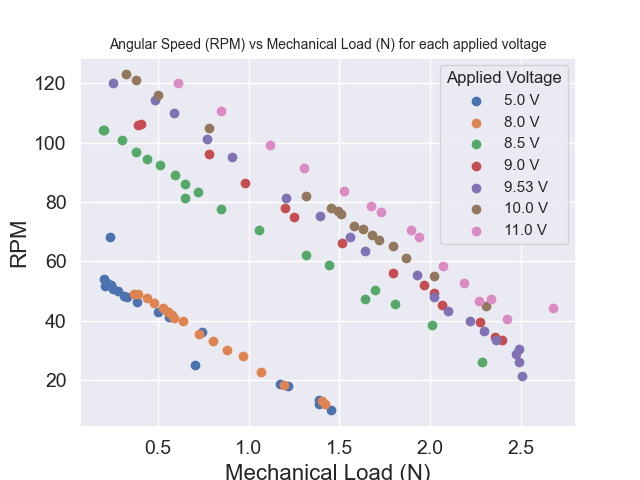 Angular Speed (RPM) vs Mechanical Load (N) for each applied voltage
Applied Voltage
5.0 V
8.0 V
8.5 V
9.0 V
9.53 V
10.0 V
11.0 V
120
100
80
60
40
20
RPM
0.5 1.0 1.5 2.0 2.5
Mechanical Load (N)